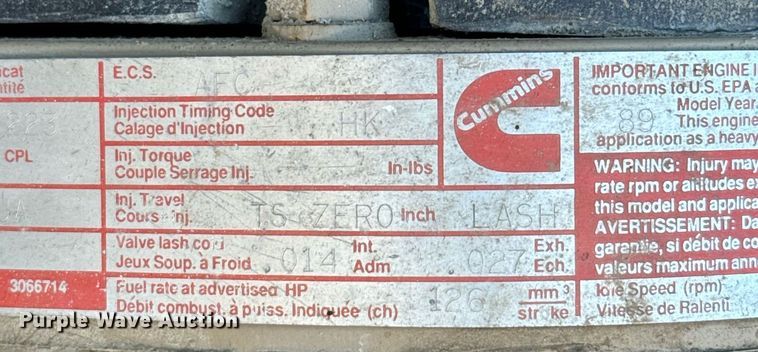 E.C.S.
AFC
Injection Timing Code
Calage d'Injection
HK
CPL
Inj. Torque
Couple Serrage Inj.
In-lbs
Inj. Travel
TS ZERO Inch LASH
Valve lash cold
Jeux Soup. à Froid
.014
Int.
Adm
.027
Exh.
Ech.
3066714
Fuel rate at advertised HP
Débit combust. à puiss. Indiquée (ch)
126
mm³
stroke
Cummins
IMPORTANT ENGINE I
conforms to U.S. EPA a
Model Year
89 This engine
application as a heavy
WARNING: Injury may
rate rpm or altitudes ex
this model and applica
AVERTISSEMENT: Da
garantie, si débit de co
valeurs maximum ann
Idle Speed (rpm)
Vitesse de Ralenti
Purple Wave Auction